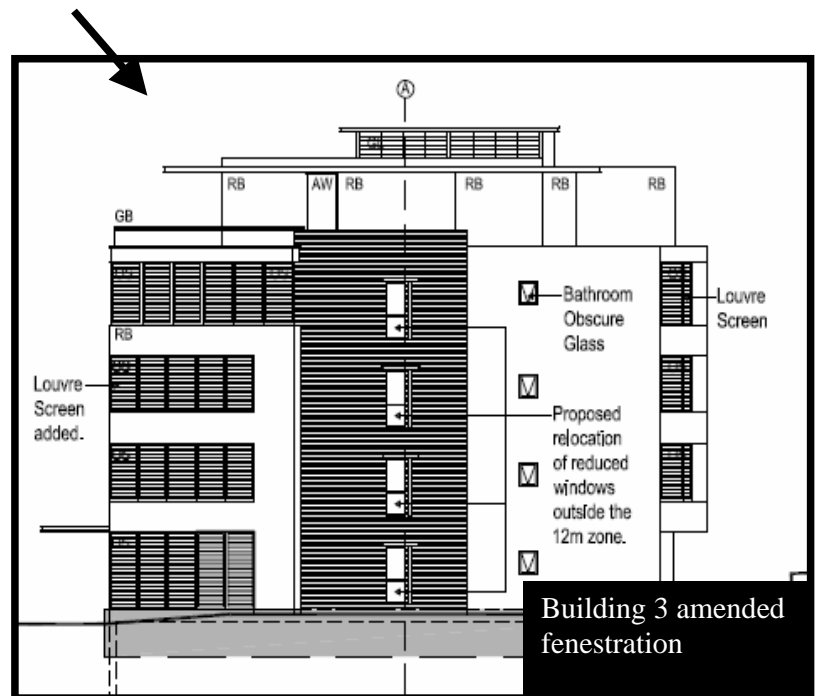 A
GL
RB
AW
RB
RB
RB
RB
GB
RB
Bathroom
Obscure
Glass
Louvre
Screen
Louvre
Screen
added.
Proposed
relocation
of reduced
windows
outside the
12m zone.
Building 3 amended
fenestration